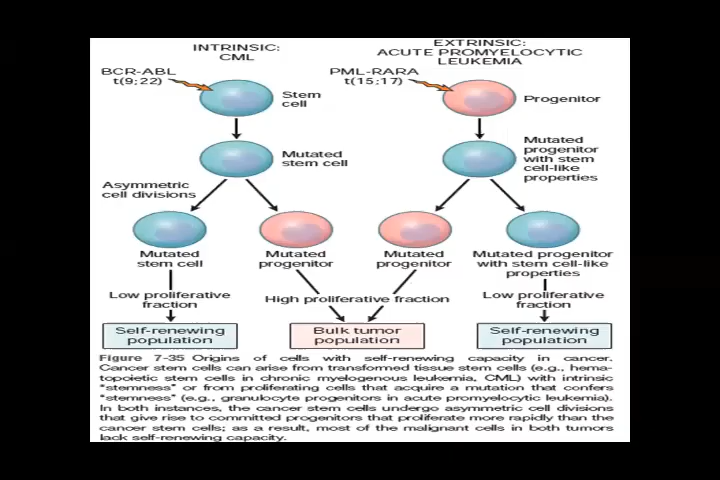 INTRINSIC:
CML
EXTRINSIC:
ACUTE PROMYELOCYTIC
LEUKEMIA
BCR-ABL
t(9;22)
Stem
cell
PML-RARA
t(15;17)
Progenitor
Mutated
stem cell
Mutated
progenitor
with stem
cell-like
properties
Asymmetric
cell divisions
Mutated
stem cell
Mutated
progenitor
Mutated
progenitor
Mutated progenitor
with stem cell-like
properties
Low proliferative
fraction
High proliferative fraction
Low proliferative
fraction
Self-renewing
population
Bulk tumor
population
Self-renewing
population
Figure 7-35 Origins of cells with self-renewing capacity in cancer.
Cancer stem cells can arise from transformed tissue stem cells (e.g., hema-
topoietic stem cells in chronic myelogenous leukemia, CML) with intrinsic
"stemness" or from proliferating cells that acquire a mutation that confers
"stemness" (e.g., granulocyte progenitors in acute promyelocytic leukemia).
In both instances, the cancer stem cells undergo asymmetric cell divisions
that give rise to committed progenitors that proliferate more rapidly than the
cancer stem cells; as a result, most of the malignant cells in both tumors
lack self-renewing capacity.